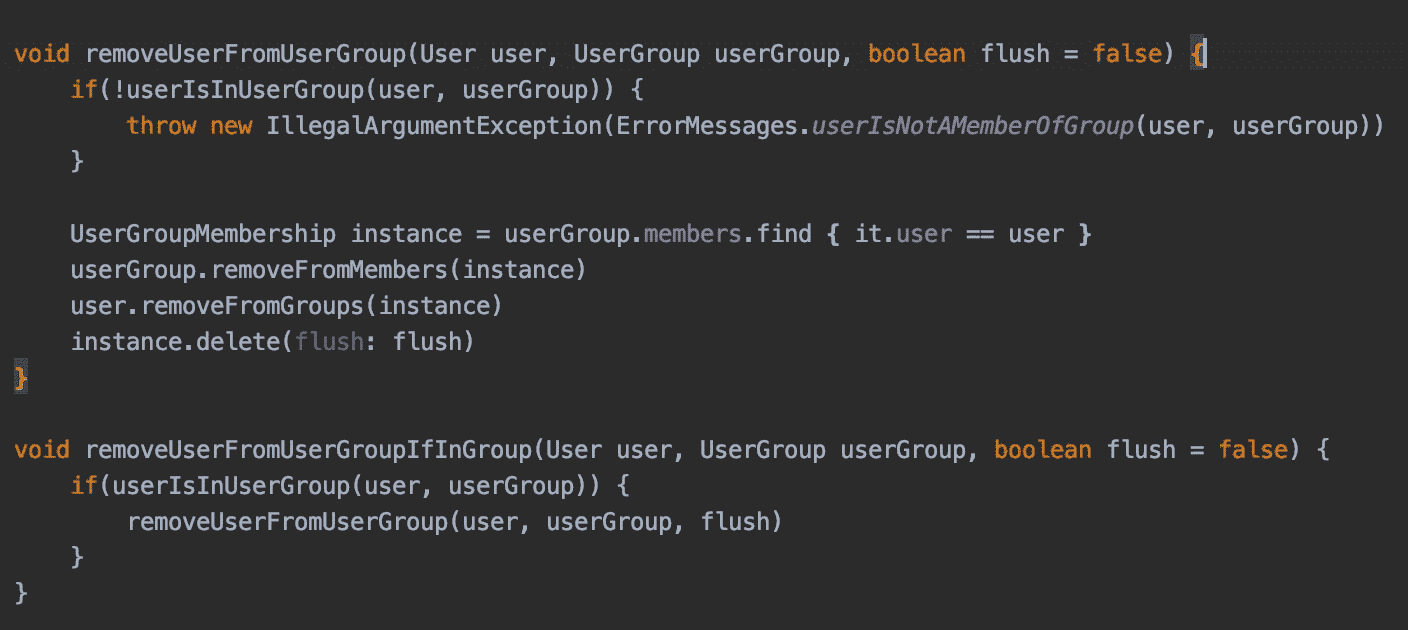 void removeUserFromUserGroup(User user, UserGroup userGroup, boolean flush = false) {
    if(!userIsInUserGroup(user, userGroup)) {
        throw new IllegalArgumentException(ErrorMessages.userIsNotAMemberOfGroup(user, userGroup))
    }

    UserGroupMembership instance = userGroup.members.find { it.user == user }
    userGroup.removeFromMembers(instance)
    user.removeFromGroups(instance)
    instance.delete(flush: flush)
}

void removeUserFromUserGroupIfInGroup(User user, UserGroup userGroup, boolean flush = false) {
    if(userIsInUserGroup(user, userGroup)) {
        removeUserFromUserGroup(user, userGroup, flush)
    }
}